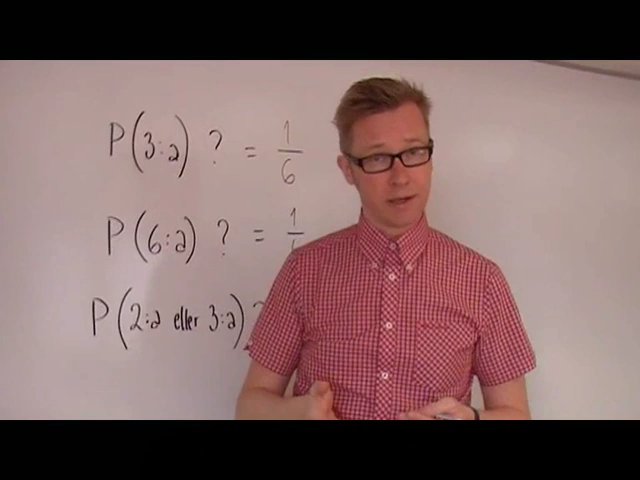 P(3:a) ? = 1/6
P(6:a) ? = 1/
P(2:a eller 3:a) ?